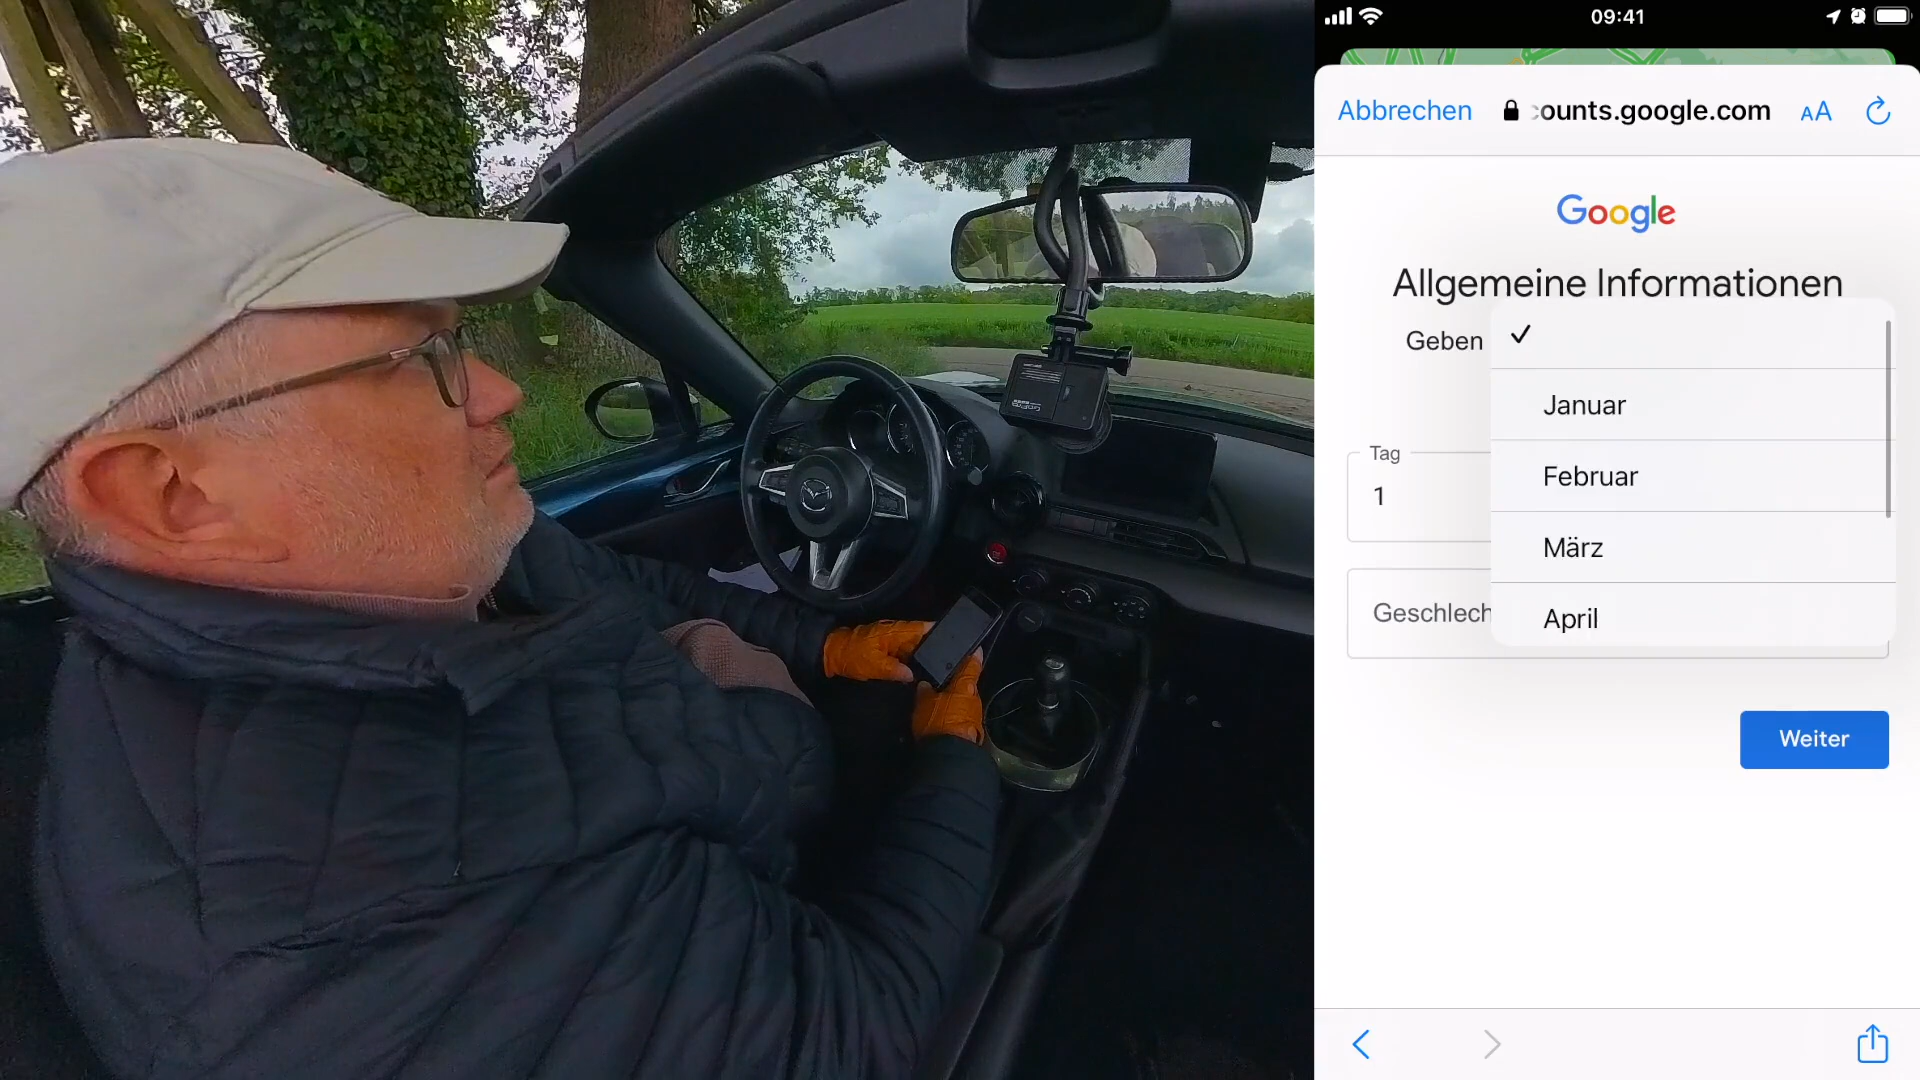 09:41
Abbrechen
ounts.google.com
AA
Google
Allgemeine Informationen
Geben
Januar
Tag
Februar
1
März
Geschlech
April
Weiter